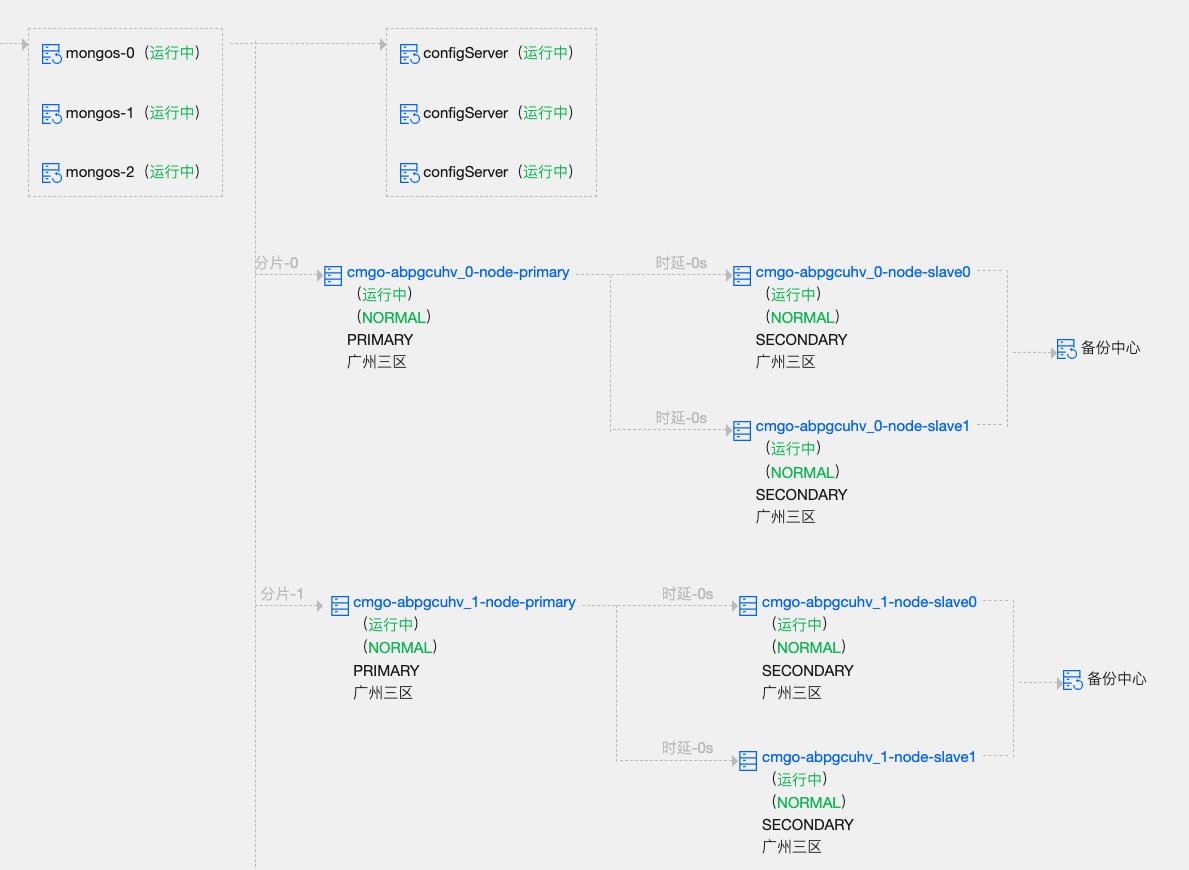 mongos-0（运行中）
mongos-1（运行中）
mongos-2（运行中）
configServer（运行中）
configServer（运行中）
configServer（运行中）
分片-0
cmgo-abpgcuhv_0-node-primary
（运行中）
（NORMAL）
PRIMARY
广州三区
时延-0s
cmgo-abpgcuhv_0-node-slave0
（运行中）
（NORMAL）
SECONDARY
广州三区
时延-0s
cmgo-abpgcuhv_0-node-slave1
（运行中）
（NORMAL）
SECONDARY
广州三区
备份中心
分片-1
cmgo-abpgcuhv_1-node-primary
（运行中）
（NORMAL）
PRIMARY
广州三区
时延-0s
cmgo-abpgcuhv_1-node-slave0
（运行中）
（NORMAL）
SECONDARY
广州三区
时延-0s
cmgo-abpgcuhv_1-node-slave1
（运行中）
（NORMAL）
SECONDARY
广州三区
备份中心